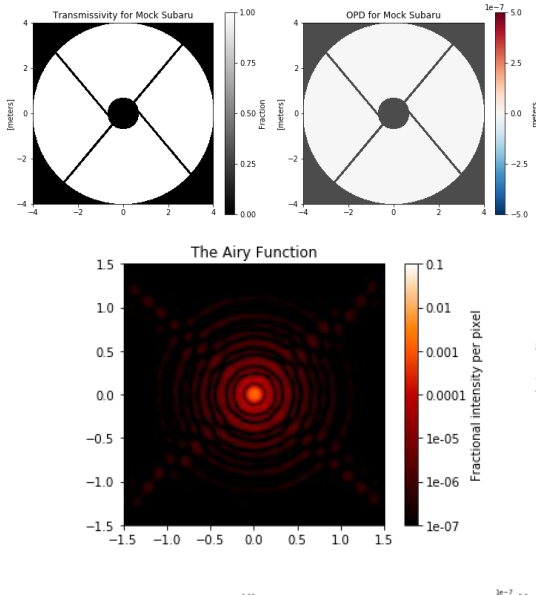 Transmissivity for Mock Subaru
4
2
0
−2
−4
−4 −2 0 2 4
[meters]
1.00
0.75
0.50
0.25
0.00
Fraction
OPD for Mock Subaru
4
2
0
−2
−4
−4 −2 0 2 4
[meters]
1e−7
5.0
2.5
0.0
−2.5
−5.0
meters
The Airy Function
1.5
1.0
0.5
0.0
−0.5
−1.0
−1.5
−1.5 −1.0 −0.5 0.0 0.5 1.0 1.5
0.1
0.01
0.001
0.0001
1e-05
1e-06
1e-07
Fractional intensity per pixel
1e−7